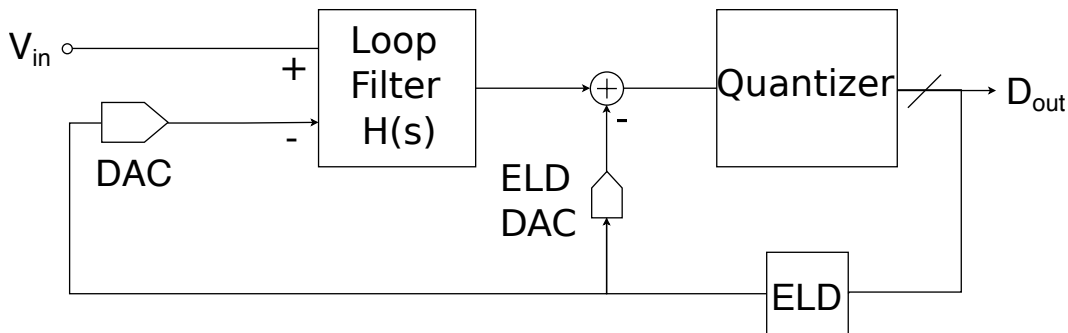 V_in
+
-
Loop
Filter
H(s)
DAC
+
-
ELD
DAC
Quantizer
D_out
ELD